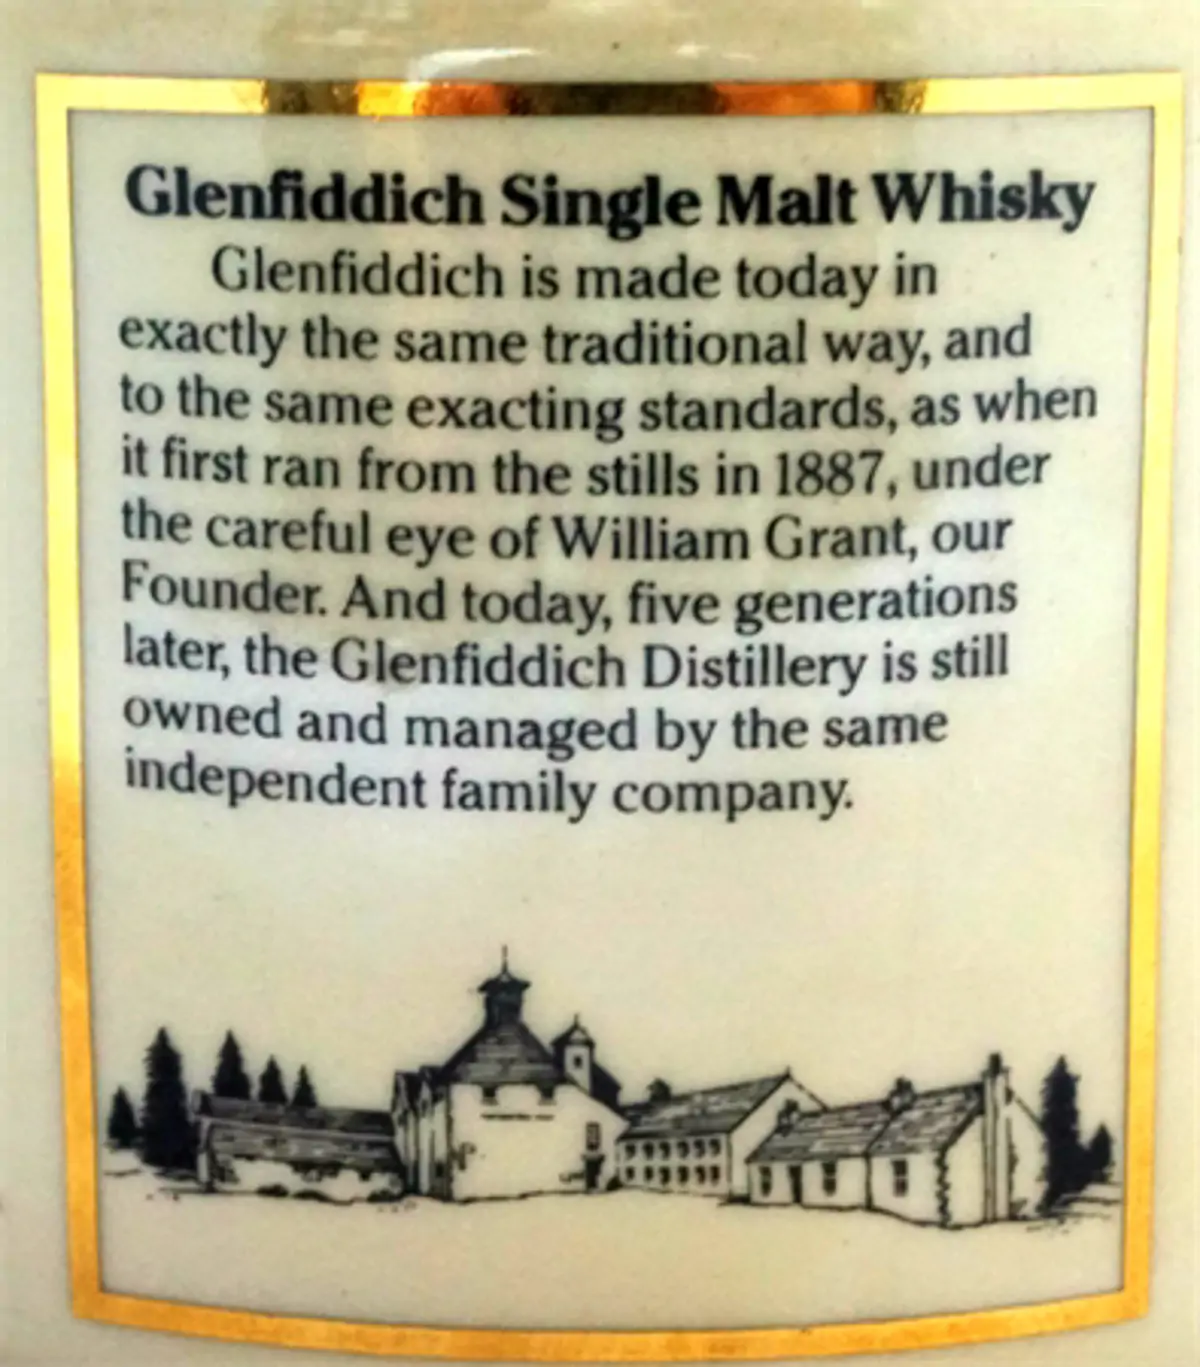 Glenfiddich Single Malt Whisky
Glenfiddich is made today in
exactly the same traditional way, and
to the same exacting standards, as when
it first ran from the stills in 1887, under
the careful eye of William Grant, our
Founder. And today, five generations
later, the Glenfiddich Distillery is still
owned and managed by the same
independent family company.